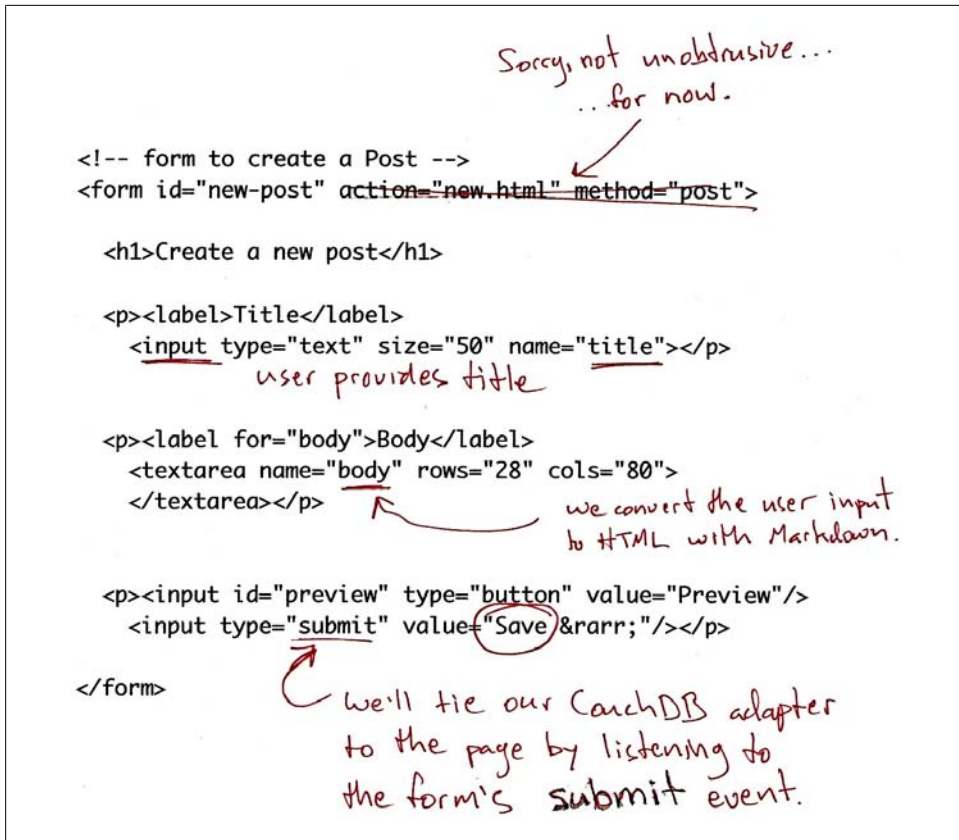 Sorry, not unobtrusive...
...for now.
<!-- form to create a Post -->
<form id="new-post" action="new.html" method="post">
<h1>Create a new post</h1>
<p><label>Title</label>
<input type="text" size="50" name="title"></p>
user provides title
<p><label for="body">Body</label>
<textarea name="body" rows="28" cols="80">
</textarea></p>
we convert the user input
to HTML with Markdown.
<p><input id="preview" type="button" value="Preview"/>
<input type="submit" value="Save &rarr;"/></p>
</form>
we'll tie our CouchDB adapter
to the page by listening to
the form's submit event.